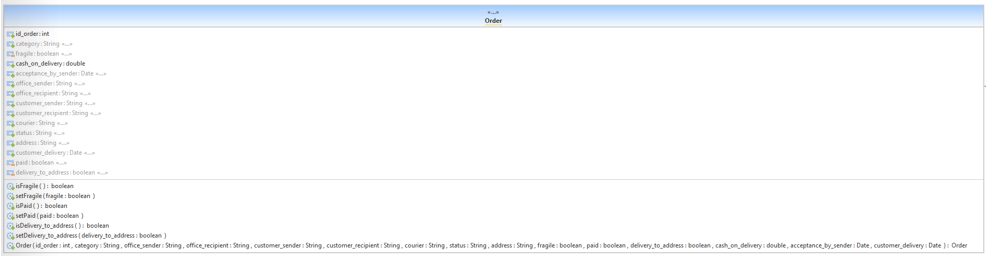 «...»
Order
id_order : int
category : String «...»
fragile : boolean «...»
cash_on_delivery : double
acceptance_by_sender : Date «...»
office_sender : String «...»
office_recipient : String «...»
customer_sender : String «...»
customer_recipient : String «...»
courier : String «...»
status : String «...»
address : String «...»
customer_delivery : Date «...»
paid : boolean «...»
delivery_to_address : boolean «...»
isFragile ( ) : boolean
setFragile ( fragile : boolean )
isPaid ( ) : boolean
setPaid ( paid : boolean )
isDelivery_to_address ( ) : boolean
setDelivery_to_address ( delivery_to_address : boolean )
Order ( id_order : int , category : String , office_sender : String , office_recipient : String , customer_sender : String , customer_recipient : String , courier : String , status : String , address : String , fragile : boolean , paid : boolean , delivery_to_address : boolean , cash_on_delivery : double , acceptance_by_sender : Date , customer_delivery : Date ) : Order